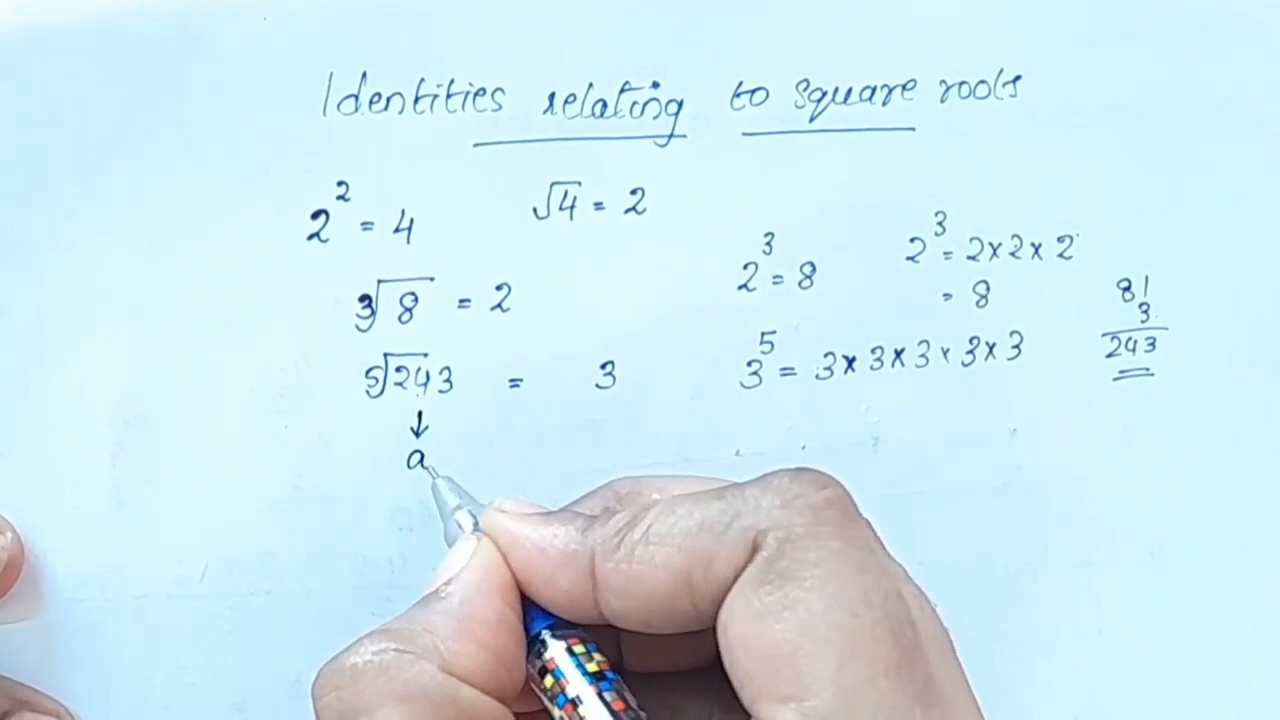 Identities relating to square roots
2² = 4
√4 = 2
∛8 = 2
2³ = 8
2³ = 2×2×2
= 8
⁵√243 = 3
3⁵ = 3×3×3×3×3
81
3
243
↓
a